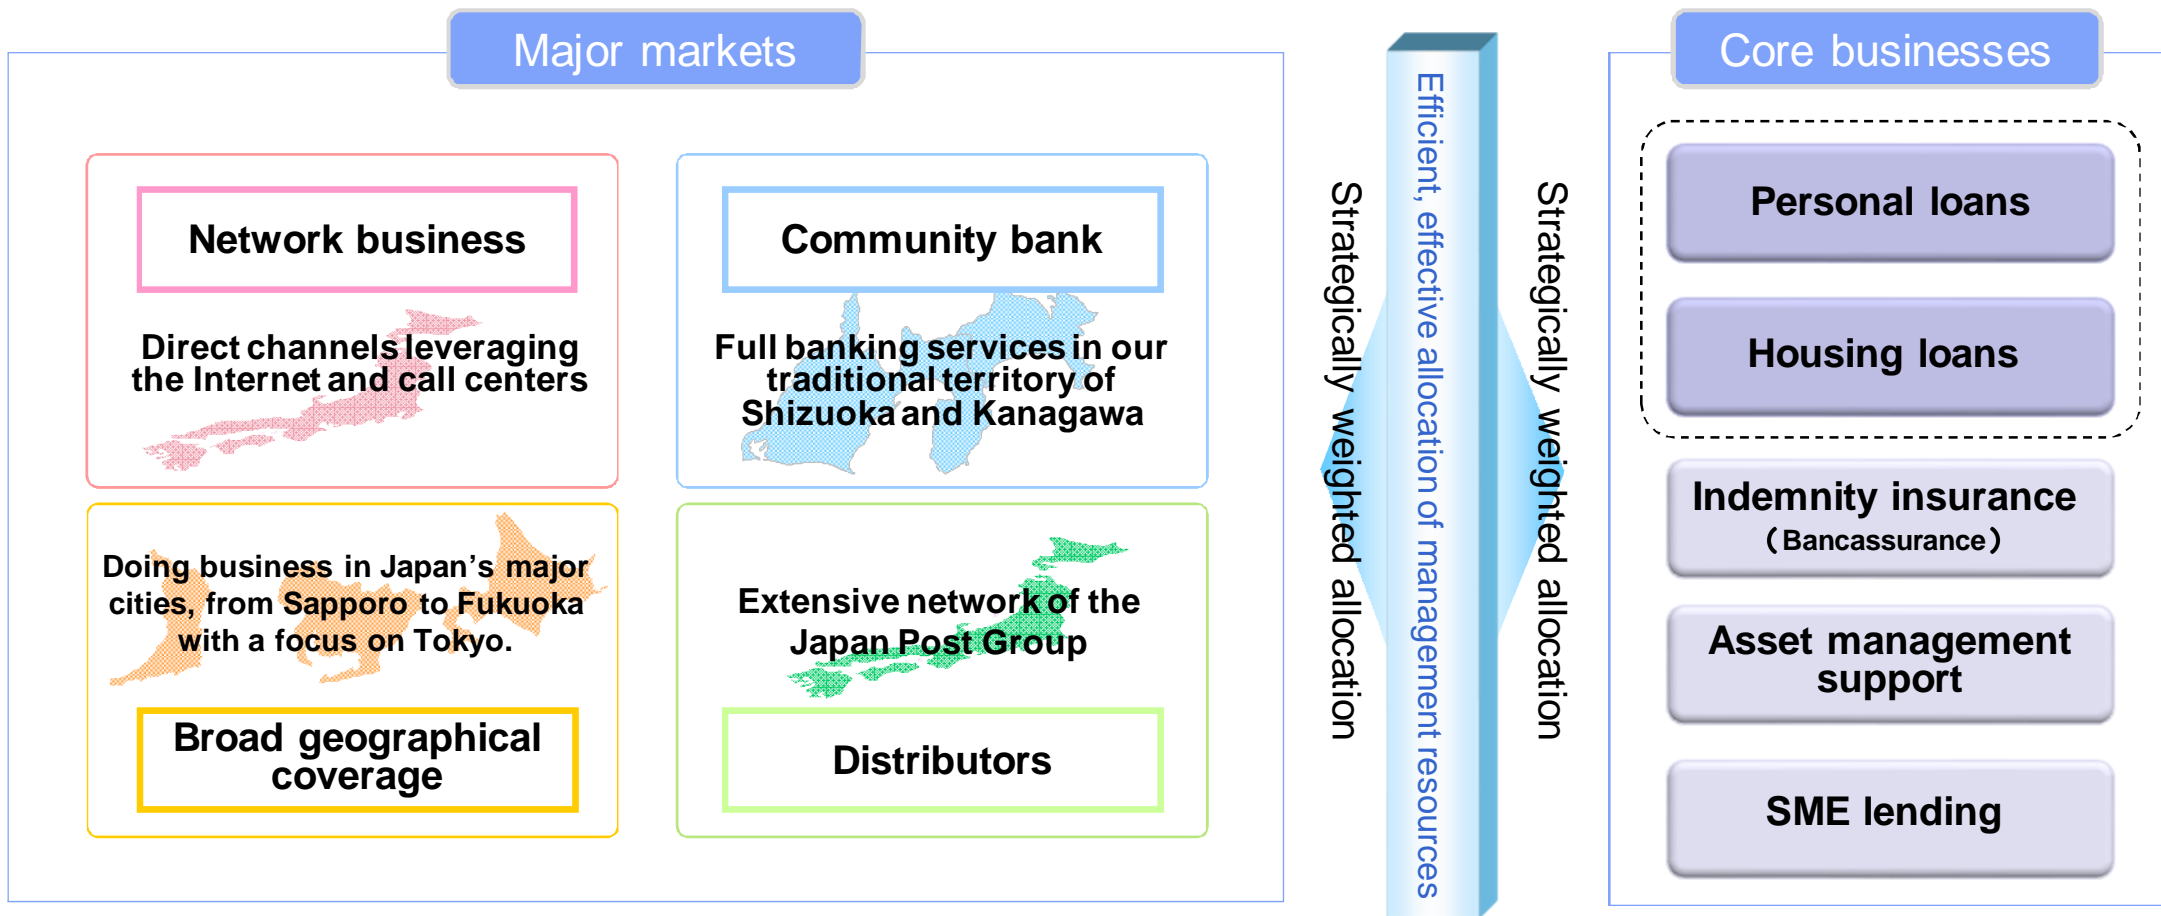 Major markets
Network business
Direct channels leveraging
the Internet and call centers
Community bank
Full banking services in our
traditional territory of
Shizuoka and Kanagawa
Doing business in Japan's major
cities, from Sapporo to Fukuoka
with a focus on Tokyo.
Broad geographical
coverage
Extensive network of the
Japan Post Group
Distributors
Strategically weighted allocation
Efficient, effective allocation of management resources
Strategically weighted allocation
Core businesses
Personal loans
Housing loans
Indemnity insurance
(Bancassurance)
Asset management
support
SME lending